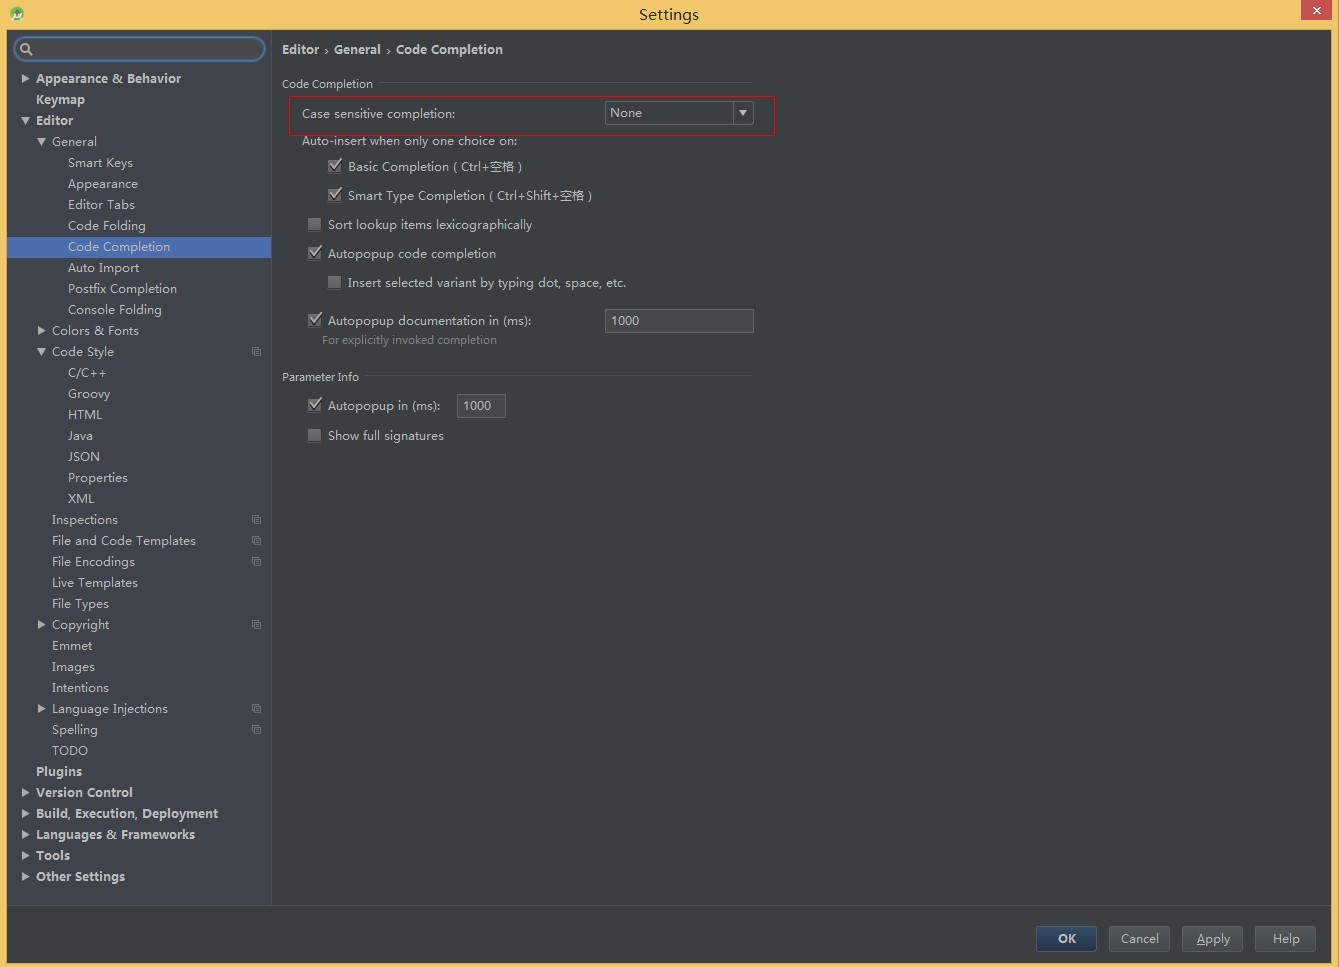 Settings
Editor › General › Code Completion
Appearance & Behavior
Keymap
Editor
General
Smart Keys
Appearance
Editor Tabs
Code Folding
Code Completion
Auto Import
Postfix Completion
Console Folding
Colors & Fonts
Code Style
C/C++
Groovy
HTML
Java
JSON
Properties
XML
Inspections
File and Code Templates
File Encodings
Live Templates
File Types
Copyright
Emmet
Images
Intentions
Language Injections
Spelling
TODO
Plugins
Version Control
Build, Execution, Deployment
Languages & Frameworks
Tools
Other Settings
Code Completion
Case sensitive completion: None
Auto-insert when only one choice on:
Basic Completion ( Ctrl+空格 )
Smart Type Completion ( Ctrl+Shift+空格 )
Sort lookup items lexicographically
Autopopup code completion
Insert selected variant by typing dot, space, etc.
Autopopup documentation in (ms): 1000
For explicitly invoked completion
Parameter Info
Autopopup in (ms): 1000
Show full signatures
OK Cancel Apply Help